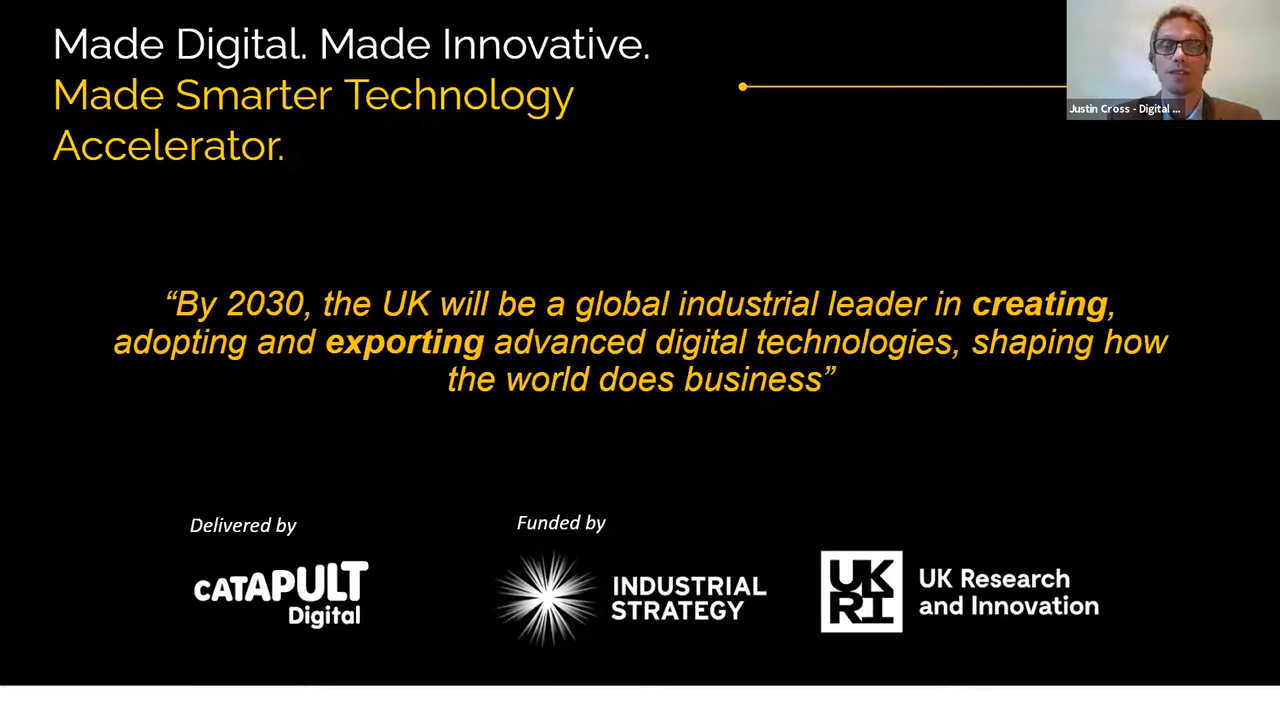 Made Digital. Made Innovative.
Made Smarter Technology
Accelerator.
Justin Cross - Digital ...
“By 2030, the UK will be a global industrial leader in creating,
adopting and exporting advanced digital technologies, shaping how
the world does business”
Delivered by
Funded by
CATAPULT
Digital
INDUSTRIAL
STRATEGY
UK
RI
UK Research
and Innovation